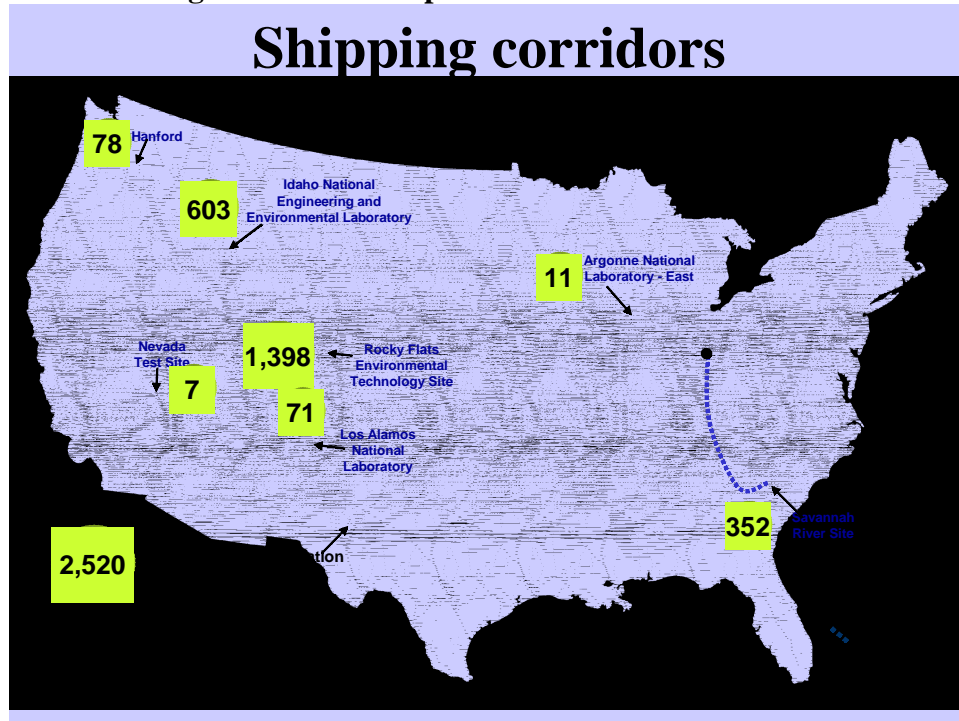 Shipping corridors
78
Hanford
603
Idaho National
Engineering and
Environmental Laboratory
11
Argonne National
Laboratory - East
Nevada
Test Site
7
1,398
Rocky Flats
Environmental
Technology Site
71
Los Alamos
National
Laboratory
352
Savannah
River Site
2,520